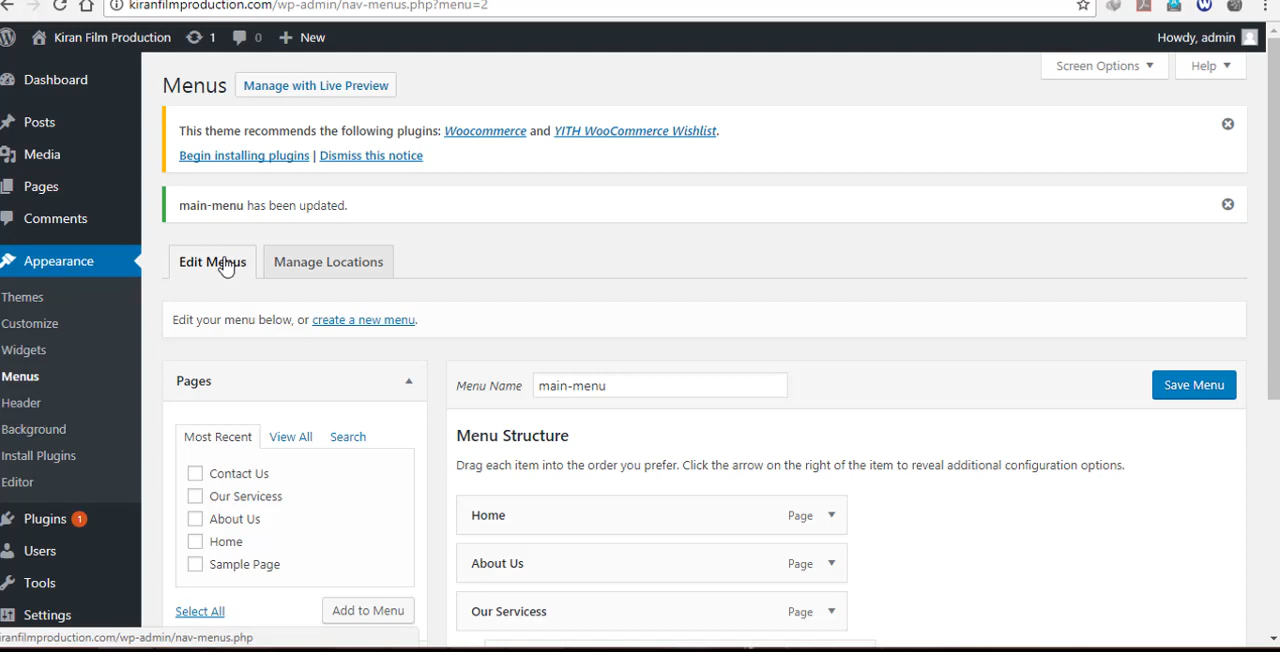 kiranfilmproduction.com/wp-admin/nav-menus.php?menu=2
Kiran Film Production 1 0 New
Howdy, admin
Dashboard
Posts
Media
Pages
Comments
Appearance
Themes
Customize
Widgets
Menus
Header
Background
Install Plugins
Editor
Plugins 1
Users
Tools
Settings
Screen Options Help
Menus Manage with Live Preview
This theme recommends the following plugins: Woocommerce and YITH WooCommerce Wishlist.
Begin installing plugins | Dismiss this notice
main-menu has been updated.
Edit Menus Manage Locations
Edit your menu below, or create a new menu.
Pages
Most Recent View All Search
Contact Us
Our Servicess
About Us
Home
Sample Page
Select All Add to Menu
Menu Name main-menu Save Menu
Menu Structure
Drag each item into the order you prefer. Click the arrow on the right of the item to reveal additional configuration options.
Home Page
About Us Page
Our Servicess Page
iranfilmproduction.com/wp-admin/nav-menus.php